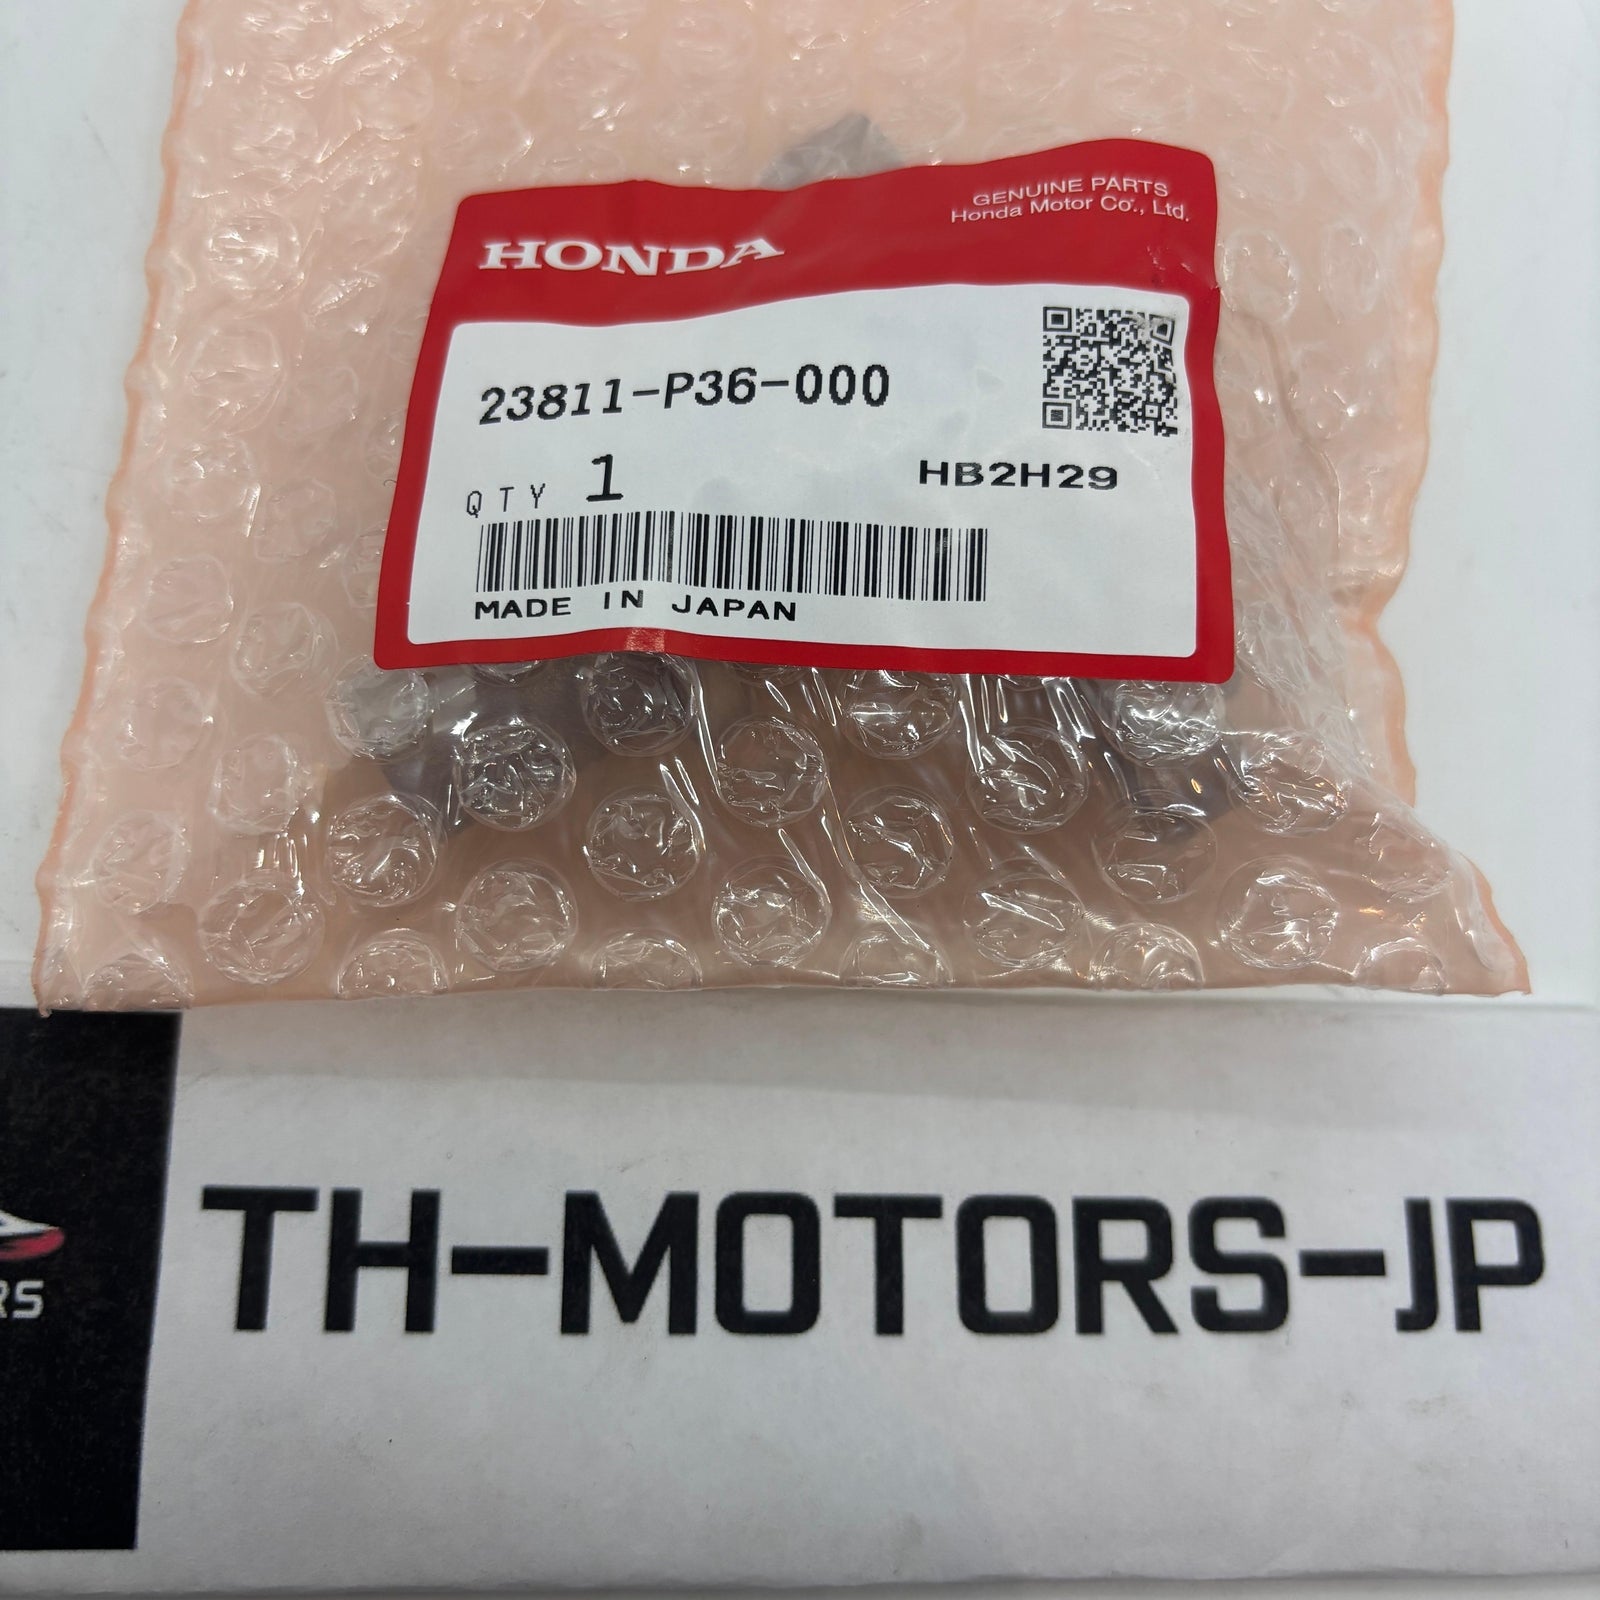 GENUINE PARTS
Honda Motor Co., Ltd.
HONDA
23811-P36-000
QTY 1
HB2H29
MADE IN JAPAN
TH-MOTORS-JP
RS